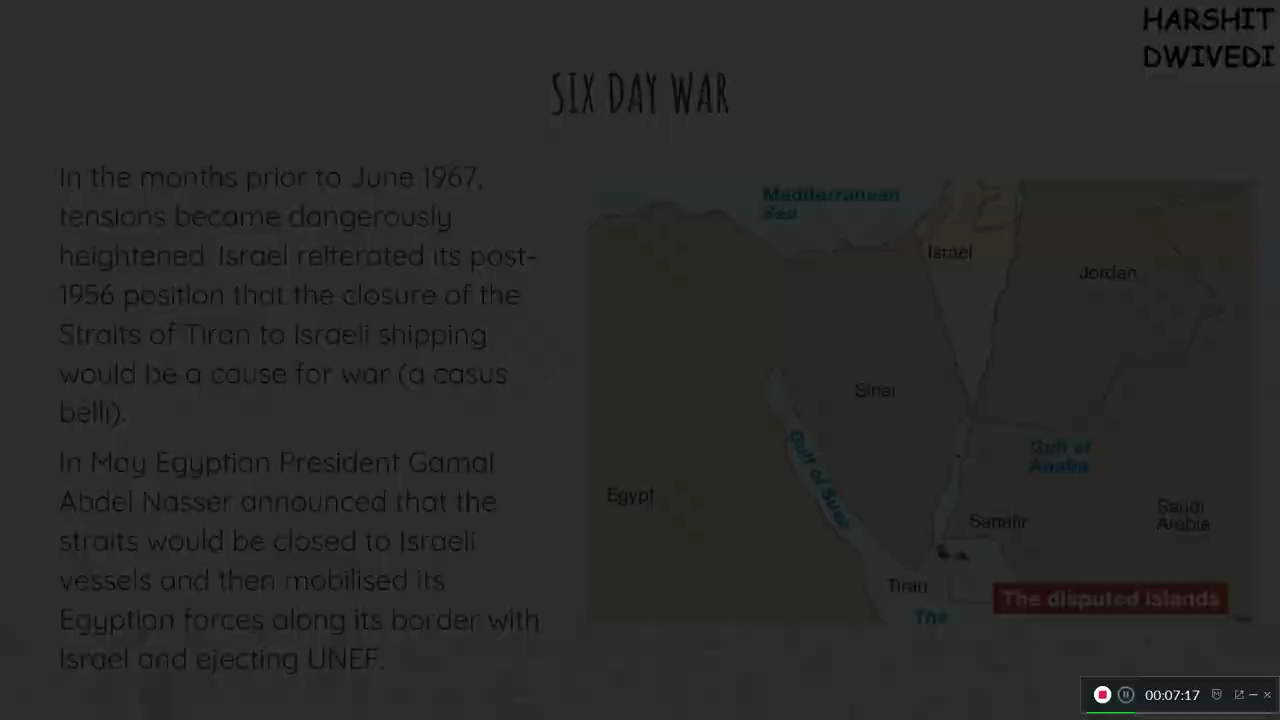 HARSHIT
DWIVEDI
SIX DAY WAR
In the months prior to June 1967,
tensions became dangerously
heightened. Israel reiterated its post-
1956 position that the closure of the
Straits of Tiran to Israeli shipping
would be a cause for war (a casus
belli).
In May Egyptian President Gamal
Abdel Nasser announced that the
straits would be closed to Israeli
vessels and then mobilised its
Egyptian forces along its border with
Israel and ejecting UNEF.
Mediterranean
Sea
Israel
Jordan
Sinai
Gulf of
Aqaba
Gulf of Suez
Egypt
Saudi
Arabia
Sanafir
Tiran
The disputed islands
The
00:07:17